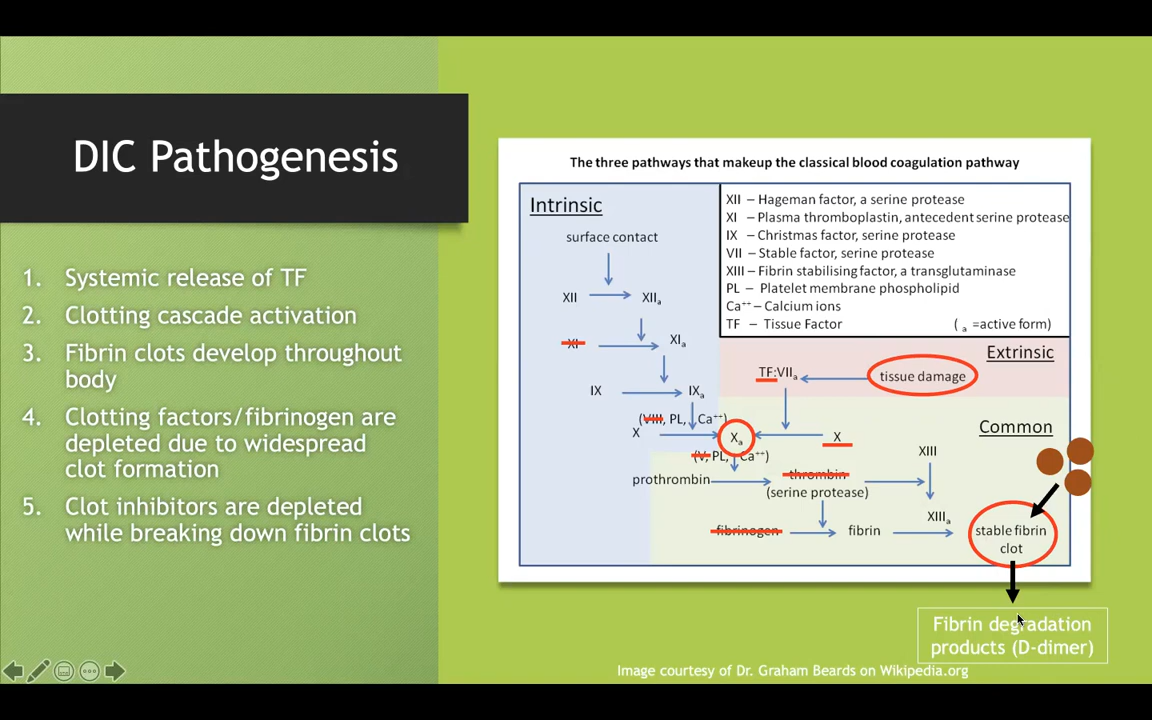 DIC Pathogenesis
1. Systemic release of TF
2. Clotting cascade activation
3. Fibrin clots develop throughout
body
4. Clotting factors/fibrinogen are
depleted due to widespread
clot formation
5. Clot inhibitors are depleted
while breaking down fibrin clots
The three pathways that makeup the classical blood coagulation pathway
Intrinsic
surface contact
XII
XIIₐ
XI
XIₐ
IX
IXₐ
(VIII, PL, Ca⁺⁺)
X
Xₐ
(V, PL, Ca⁺⁺)
XII – Hageman factor, a serine protease
XI – Plasma thromboplastin, antecedent serine protease
IX – Christmas factor, serine protease
VII – Stable factor, serine protease
XIII – Fibrin stabilising factor, a transglutaminase
PL – Platelet membrane phospholipid
Ca⁺⁺ – Calcium ions
TF – Tissue Factor ( ₐ =active form)
Extrinsic
TF:VIIₐ
tissue damage
Common
X
XIII
prothrombin
thrombin
(serine protease)
XIIIₐ
fibrinogen
fibrin
stable fibrin
clot
Fibrin degradation
products (D-dimer)
Image courtesy of Dr. Graham Beards on Wikipedia.org